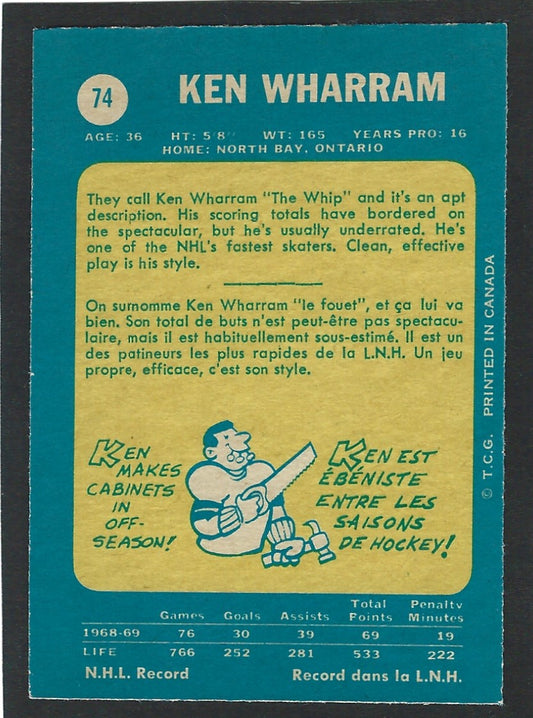 74
KEN WHARRAM
AGE: 36 HT: 5'8" WT: 165 YEARS PRO: 16
HOME: NORTH BAY, ONTARIO
They call Ken Wharram "The Whip" and it's an apt
description. His scoring totals have bordered on
the spectacular, but he's usually underrated. He's
one of the NHL's fastest skaters. Clean, effective
play is his style.
On surnomme Ken Wharram "le fouet", et ça lui va
bien. Son total de buts n'est peut-être pas spectacu-
laire, mais il est habituellement sous-estimé. Il est un
des patineurs les plus rapides de la L.N.H. Un jeu
propre, efficace, c'est son style.
KEN
MAKES
CABINETS
IN
OFF-
SEASON!
KEN EST
ÉBÉNISTE
ENTRE LES
SAISONS
DE HOCKEY!
© T.C.G. PRINTED IN CANADA
Games Goals Assists Total Points Penalty Minutes
1968-69 76 30 39 69 19
LIFE 766 252 281 533 222
N.H.L. Record Record dans la L.N.H.